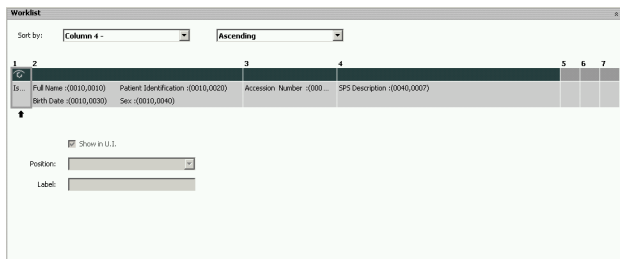 Worklist
Sort by: Column 4 - Ascending
1 2 3 4 5 6 7
Is... Full Name :(0010,0010) Patient Identification :(0010,0020) Accession Number :(000... SPS Description :(0040,0007)
Birth Date :(0010,0030) Sex :(0010,0040)
Show in U.I.
Position:
Label: